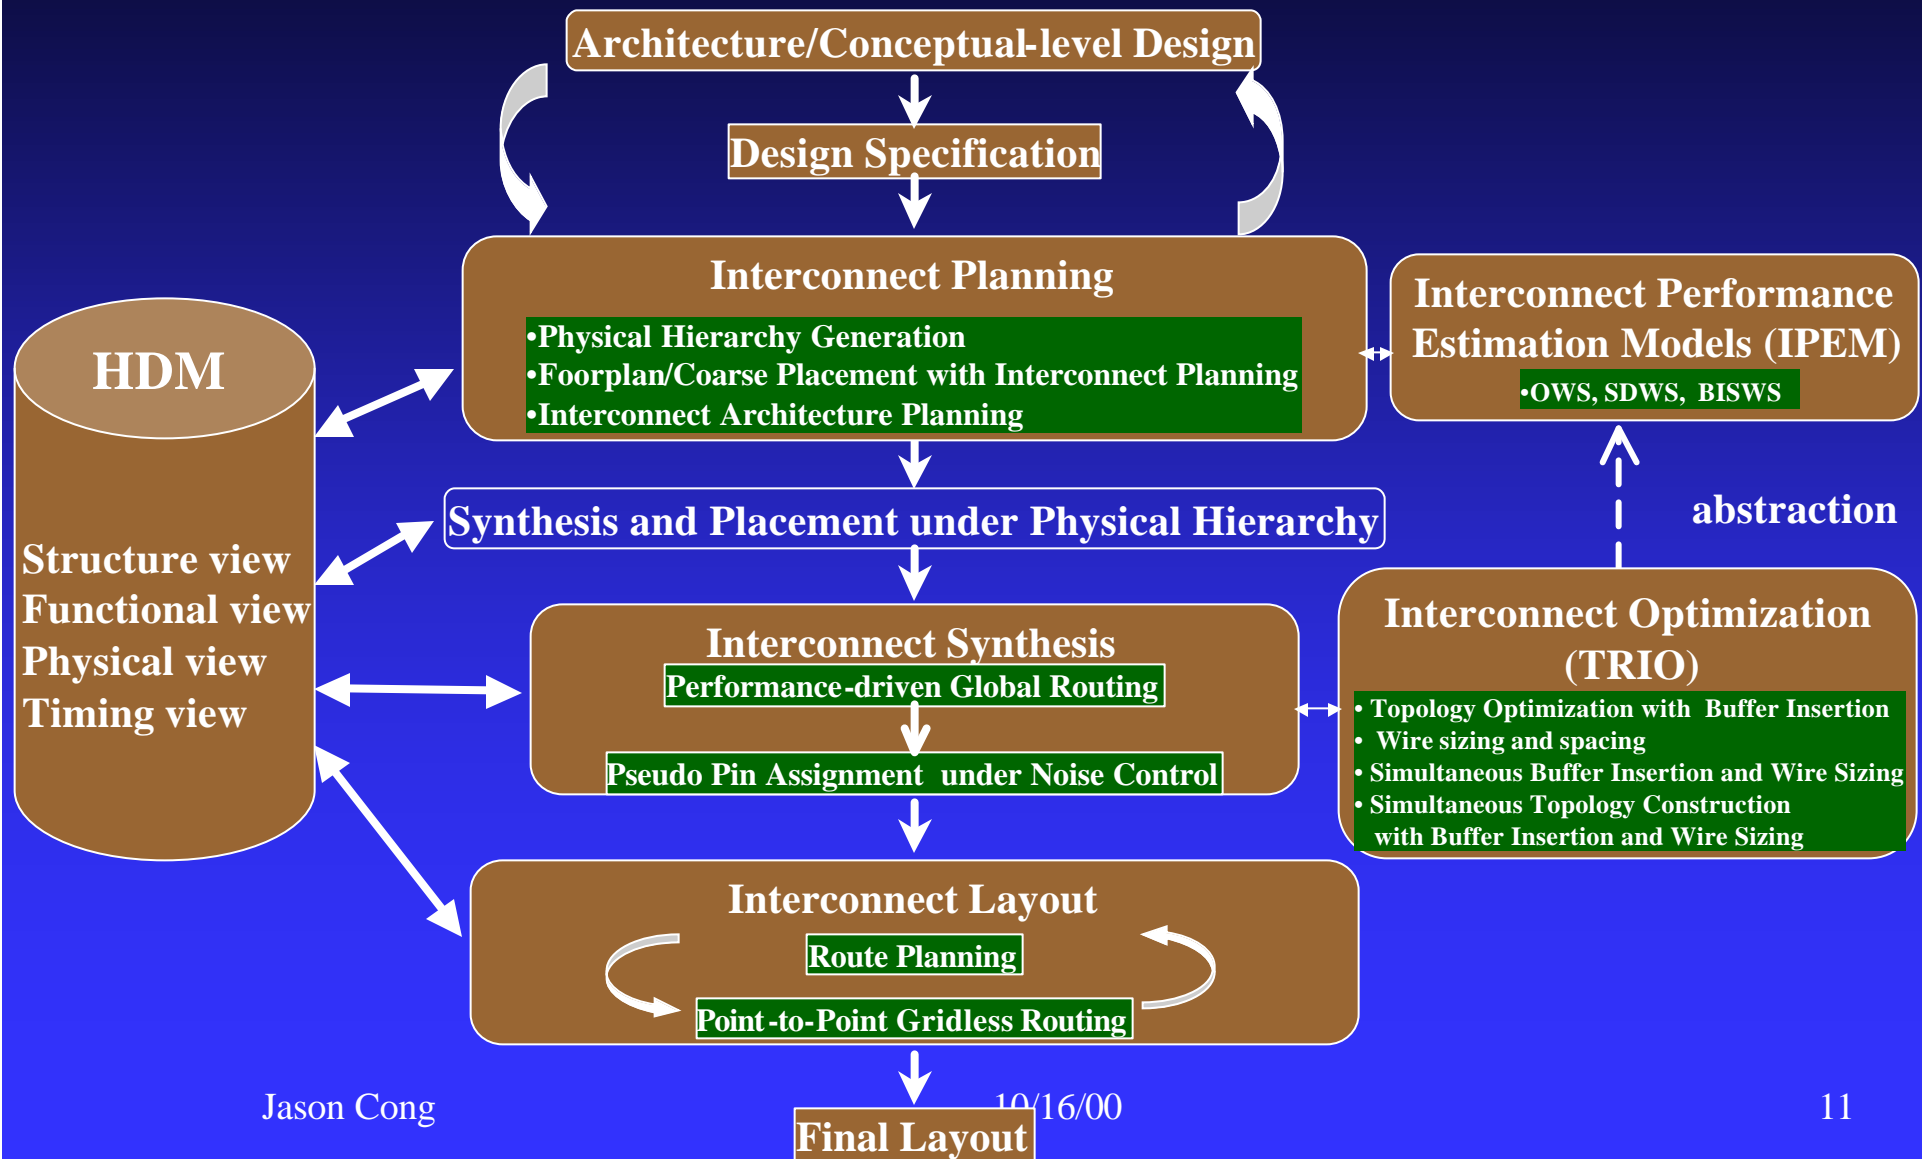 Architecture/Conceptual-level Design
Design Specification
Interconnect Planning
•Physical Hierarchy Generation
•Foorplan/Coarse Placement with Interconnect Planning
•Interconnect Architecture Planning
Interconnect Performance
Estimation Models (IPEM)
•OWS, SDWS, BISWS
HDM
Structure view
Functional view
Physical view
Timing view
Synthesis and Placement under Physical Hierarchy
abstraction
Interconnect Synthesis
Performance-driven Global Routing
Pseudo Pin Assignment under Noise Control
Interconnect Optimization
(TRIO)
• Topology Optimization with Buffer Insertion
• Wire sizing and spacing
• Simultaneous Buffer Insertion and Wire Sizing
• Simultaneous Topology Construction
with Buffer Insertion and Wire Sizing
Interconnect Layout
Route Planning
Point-to-Point Gridless Routing
Final Layout
Jason Cong
10/16/00
11